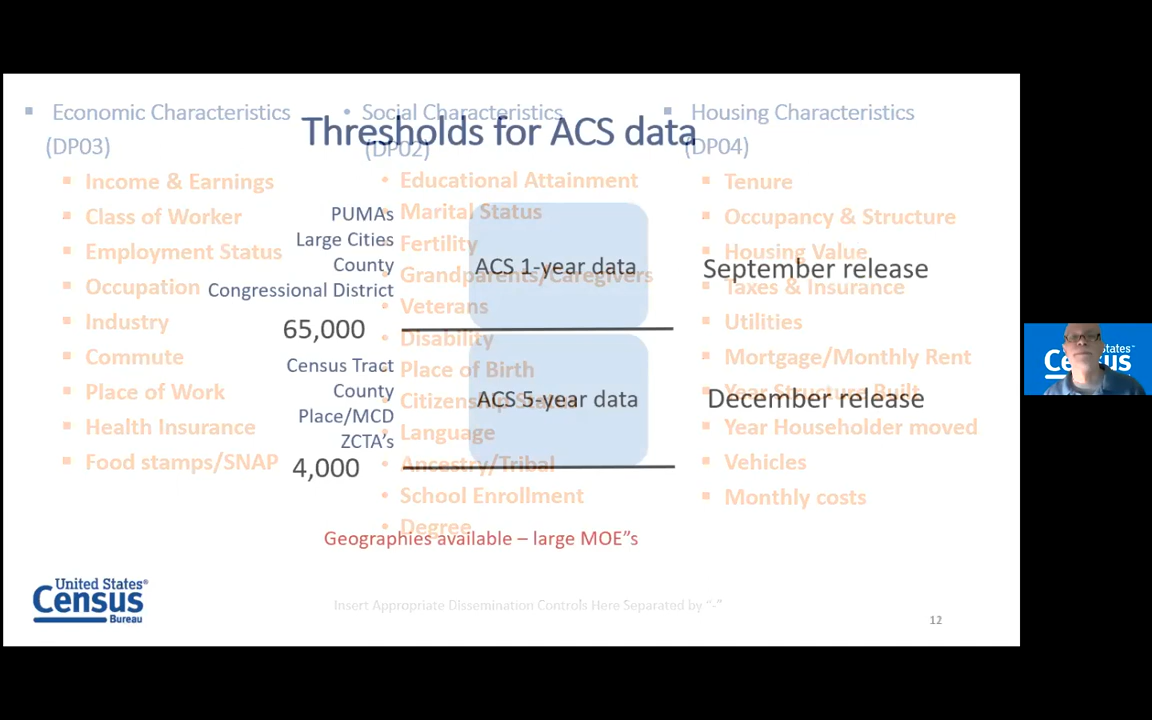 Thresholds for ACS data
Economic Characteristics
(DP03)
Income & Earnings
Class of Worker
Employment Status
Occupation
Industry
Commute
Place of Work
Health Insurance
Food stamps/SNAP
Social Characteristics
(DP02)
Educational Attainment
Marital Status
Fertility
Grandparents/Caregivers
Veterans
Disability
Place of Birth
Citizenship Status
Language
Ancestry/Tribal
School Enrollment
Degree
Housing Characteristics
(DP04)
Tenure
Occupancy & Structure
Housing Value
Taxes & Insurance
Utilities
Mortgage/Monthly Rent
Year Structure Built
Year Householder moved
Vehicles
Monthly costs
PUMAs
Large Cities
County
Congressional District
65,000
ACS 1-year data
September release
Census Tract
County
Place/MCD
ZCTA's
4,000
ACS 5-year data
December release
Geographies available – large MOE"s
United States®
Census
Bureau
Insert Appropriate Dissemination Controls Here Separated by "-"
12